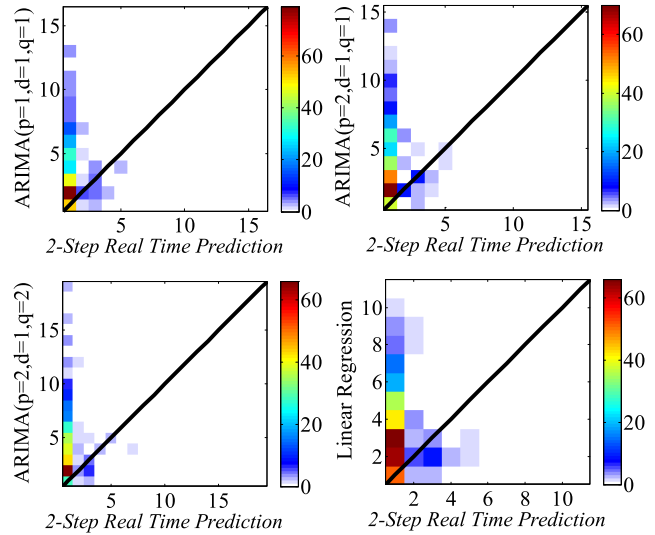 ARIMA(p=1,d=1,q=1)
15
10
5
5 10 15
2-Step Real Time Prediction
60
40
20
0
ARIMA(p=2,d=1,q=1)
15
10
5
5 10 15
2-Step Real Time Prediction
60
40
20
0
ARIMA(p=2,d=1,q=2)
15
10
5
5 10 15
2-Step Real Time Prediction
60
40
20
0
Linear Regression
10
8
6
4
2
2 4 6 8 10
2-Step Real Time Prediction
60
40
20
0